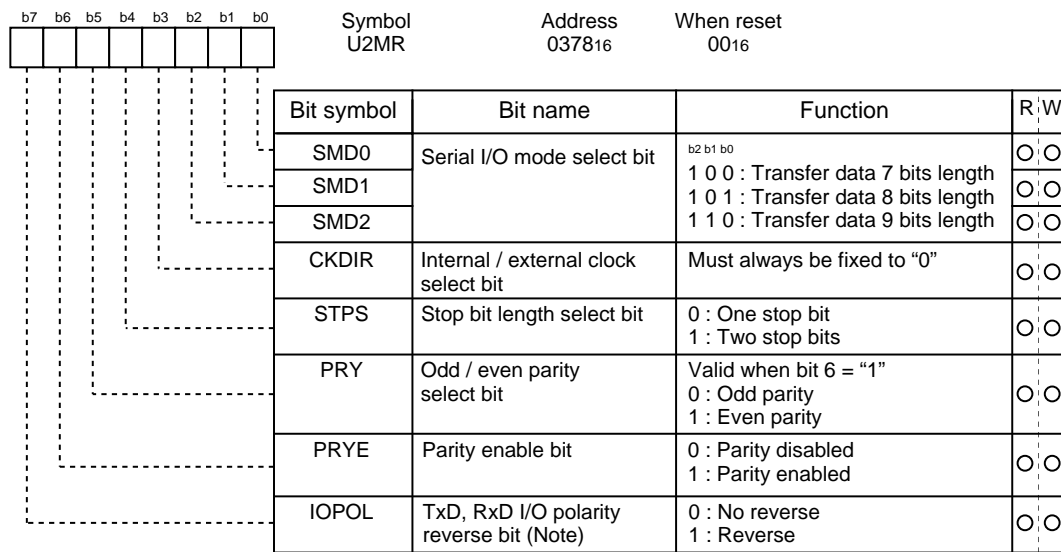 b7 b6 b5 b4 b3 b2 b1 b0
Symbol Address When reset
U2MR 037816 0016
Bit symbol Bit name Function R W
SMD0 Serial I/O mode select bit b2 b1 b0
1 0 0 : Transfer data 7 bits length
SMD1
1 0 1 : Transfer data 8 bits length
SMD2 1 1 0 : Transfer data 9 bits length
CKDIR Internal / external clock Must always be fixed to “0”
select bit
STPS Stop bit length select bit 0 : One stop bit
1 : Two stop bits
PRY Odd / even parity Valid when bit 6 = “1”
select bit 0 : Odd parity
1 : Even parity
PRYE Parity enable bit 0 : Parity disabled
1 : Parity enabled
IOPOL TxD, RxD I/O polarity 0 : No reverse
reverse bit (Note) 1 : Reverse